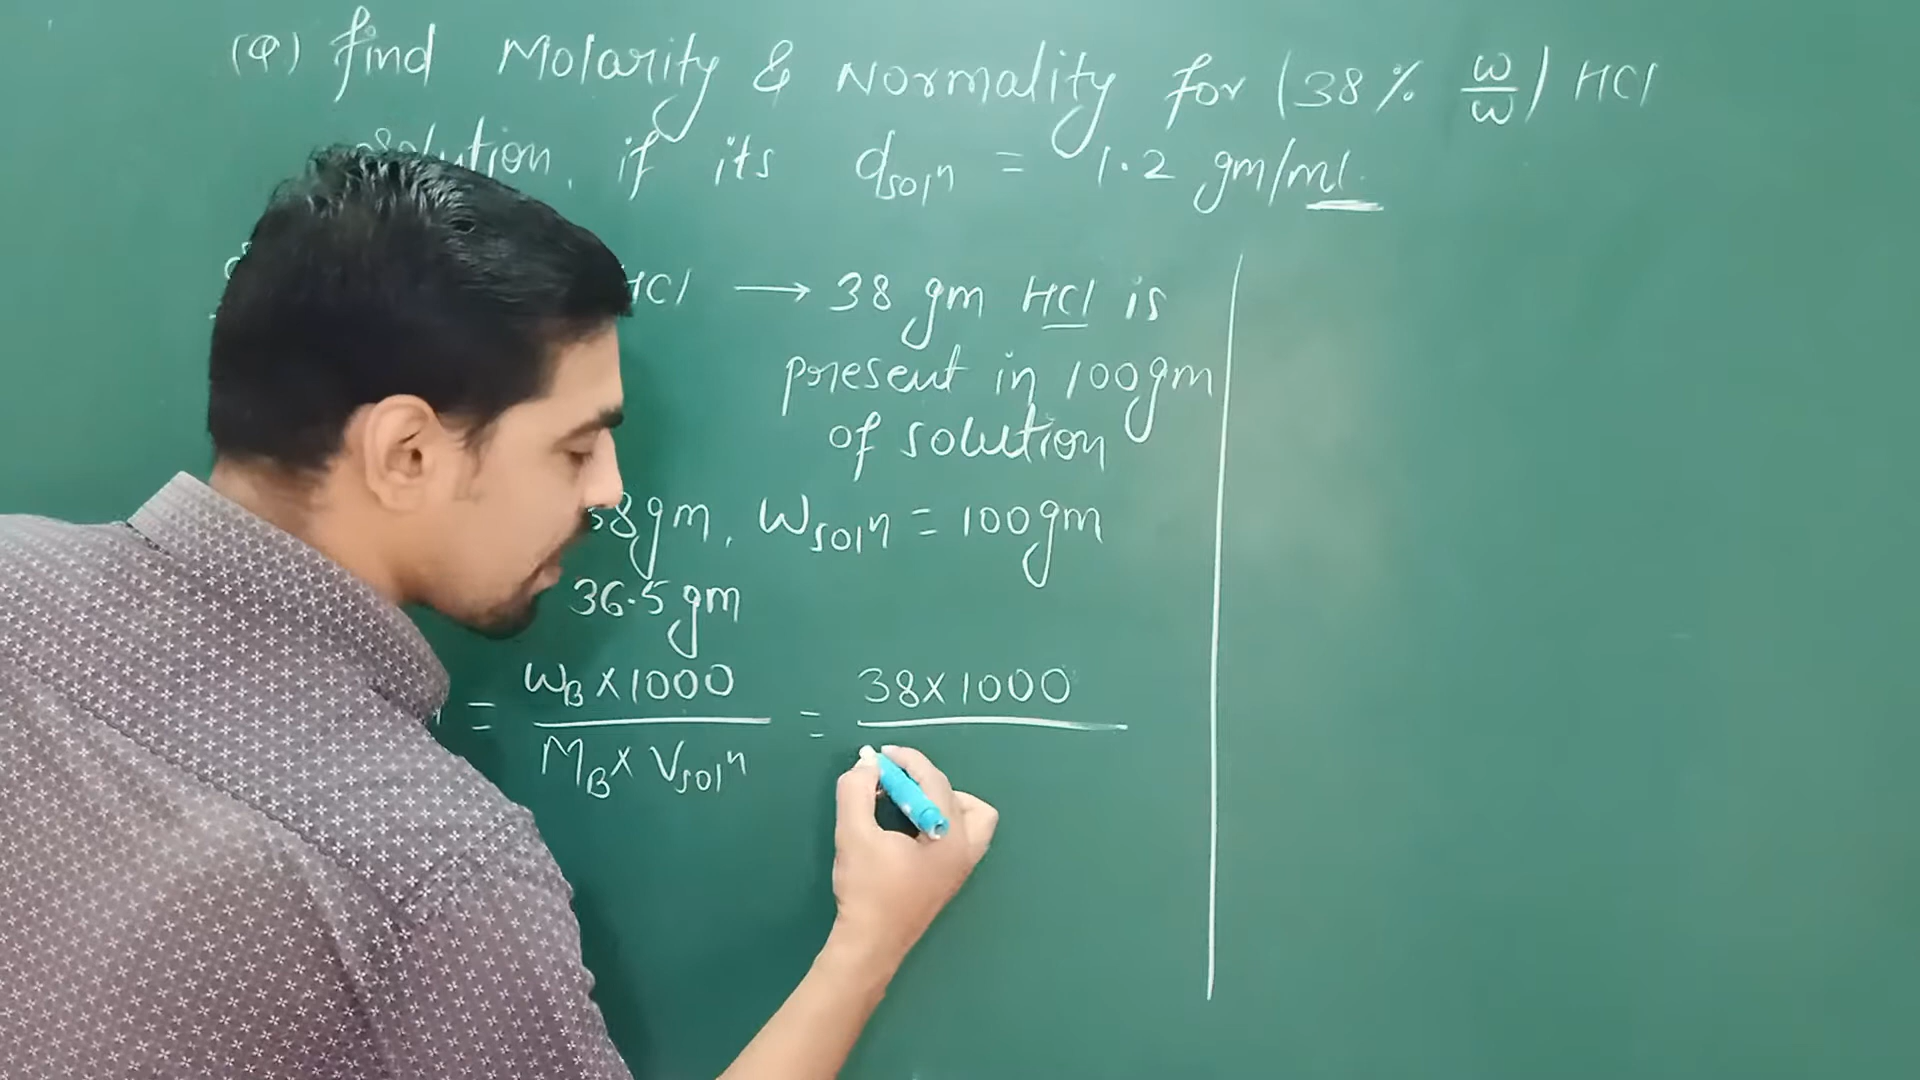 (Q) find Molarity & Normality for (38% w/w) HCl
solution, if its dsoln = 1.2 gm/ml.
HCl → 38 gm HCl is
present in 100gm
of solution
38gm, Wsoln = 100gm
36.5 gm
= WB × 1000 / MB × Vsoln = 38 × 1000